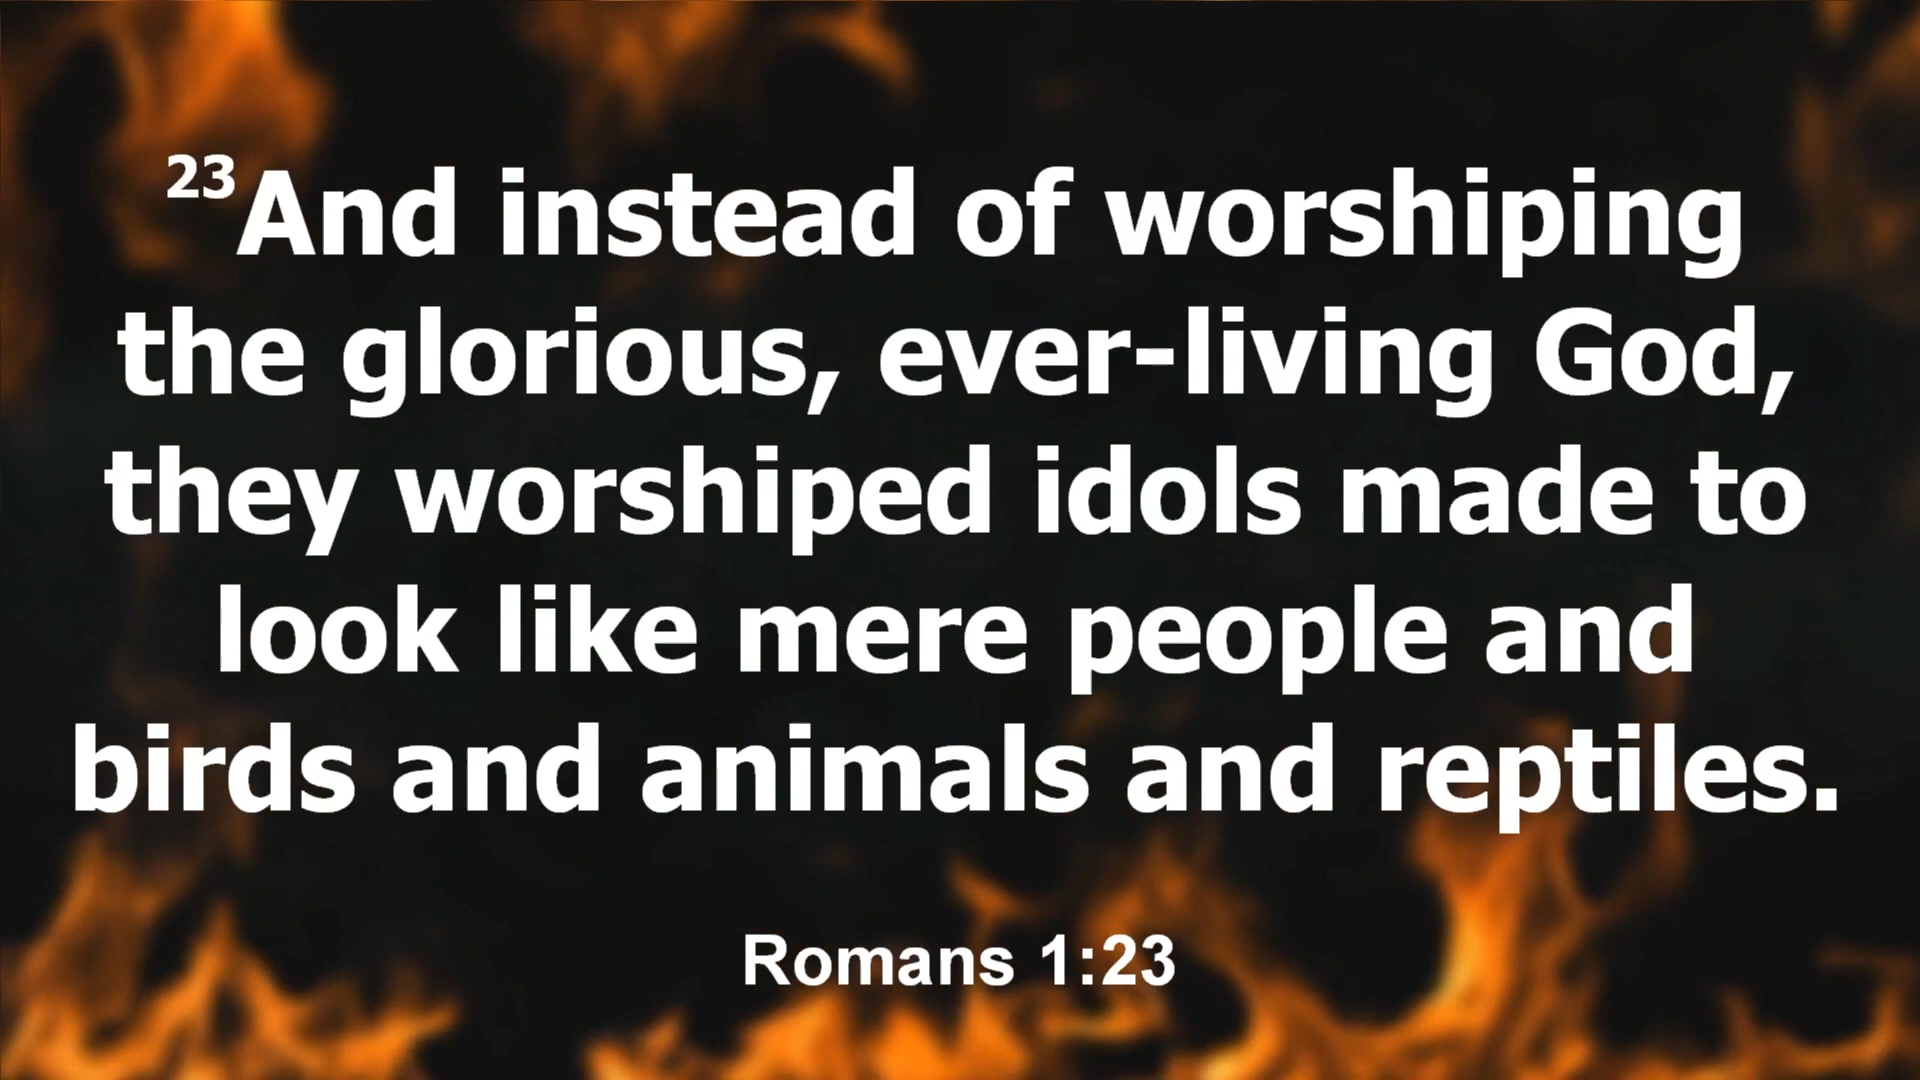 23And instead of worshiping
the glorious, ever-living God,
they worshiped idols made to
look like mere people and
birds and animals and reptiles.
Romans 1:23